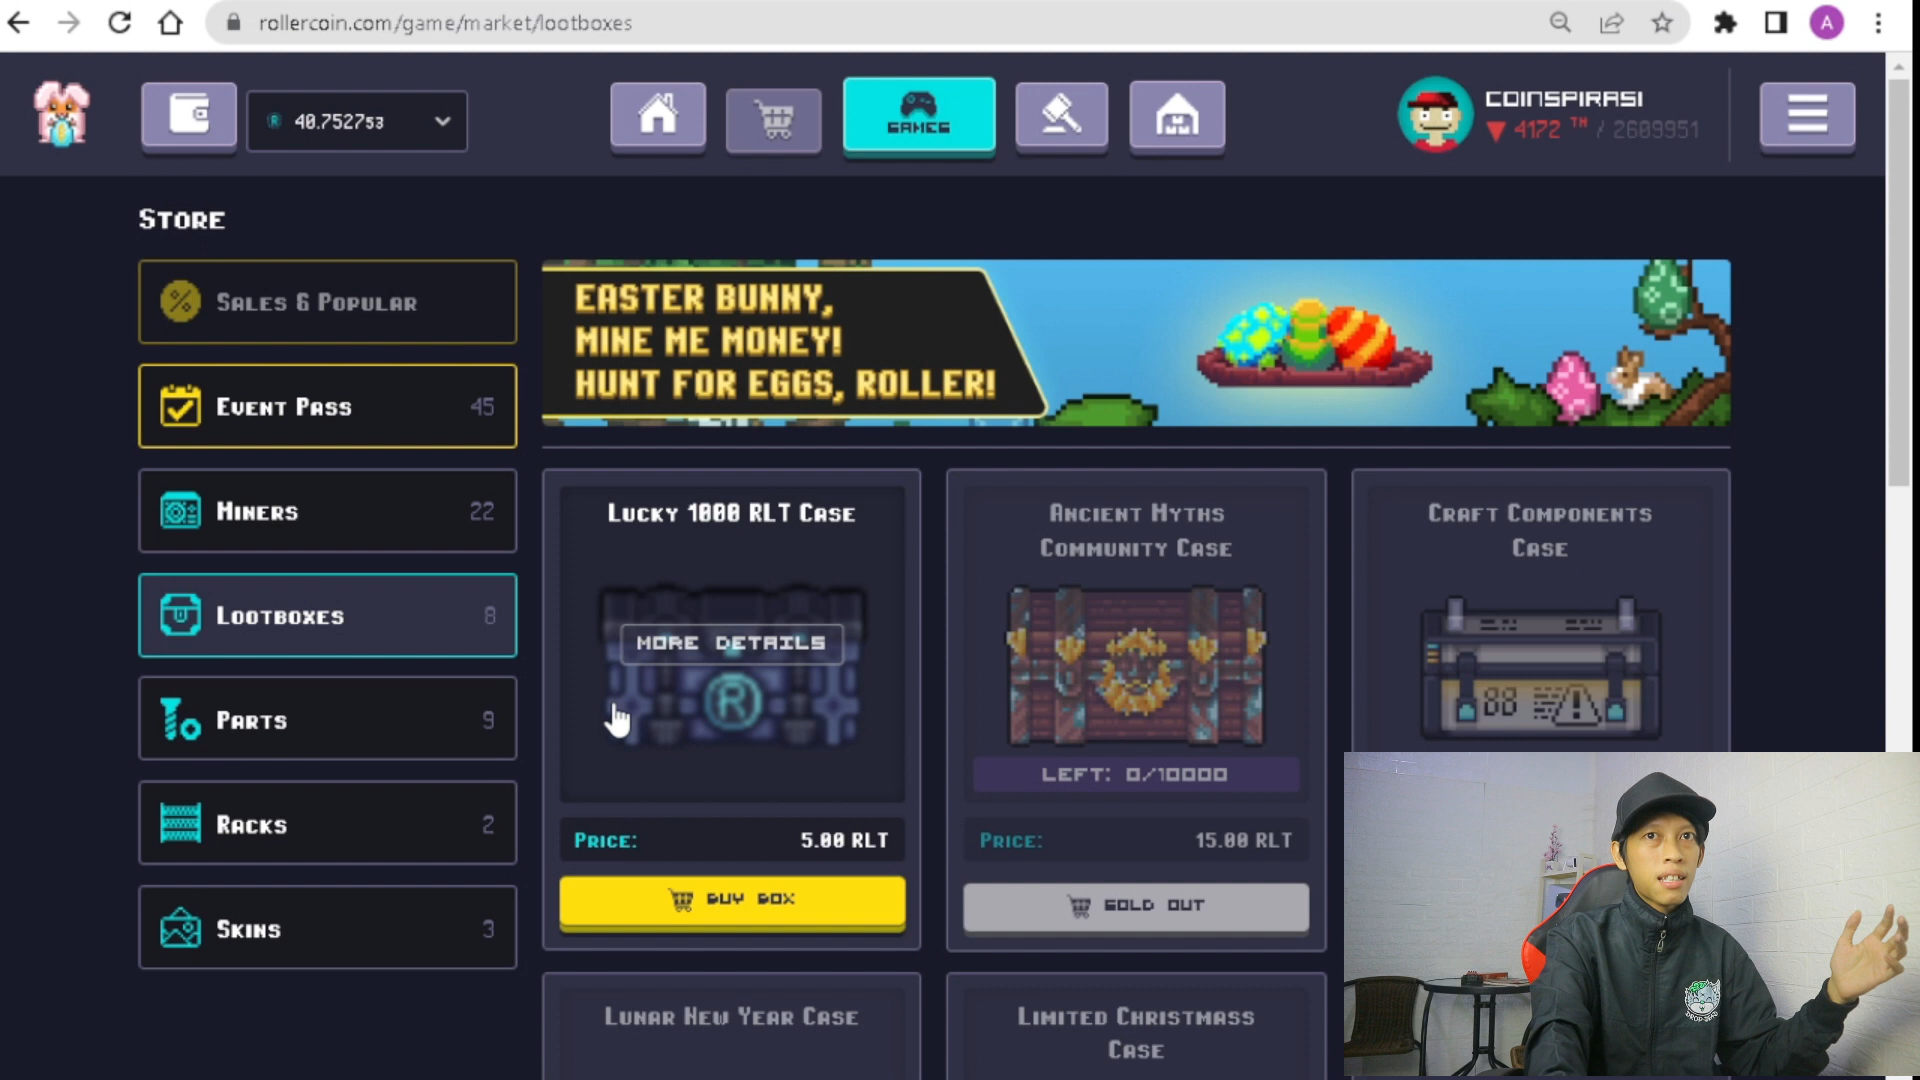 rollercoin.com/game/market/lootboxes
A
40.752753
GAMES
COINSPIRASI
4172 TH / 2609951
STORE
SALES & POPULAR
EVENT PASS 45
MINERS 22
LOOTBOXES 8
PARTS 9
RACKS 2
SKINS 3
EASTER BUNNY,
MINE ME MONEY!
HUNT FOR EGGS, ROLLER!
LUCKY 1000 RLT CASE
MORE DETAILS
R
PRICE: 5.00 RLT
BUY BOX
ANCIENT MYTHS
COMMUNITY CASE
LEFT: 0/10000
PRICE: 15.00 RLT
SOLD OUT
CRAFT COMPONENTS
CASE
LUNAR NEW YEAR CASE
LIMITED CHRISTMASS
CASE